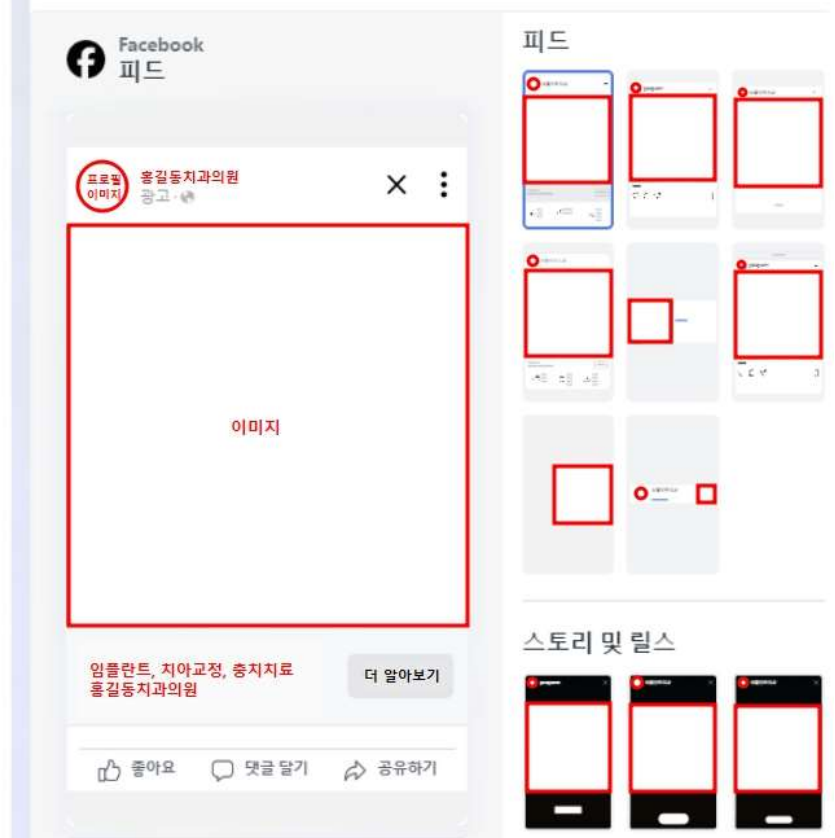 Facebook
피드
프로필
이미지
홍길동치과의원
광고
이미지
임플란트, 치아교정, 충치치료
홍길동치과의원
더 알아보기
좋아요
댓글 달기
공유하기
피드
스토리 및 릴스